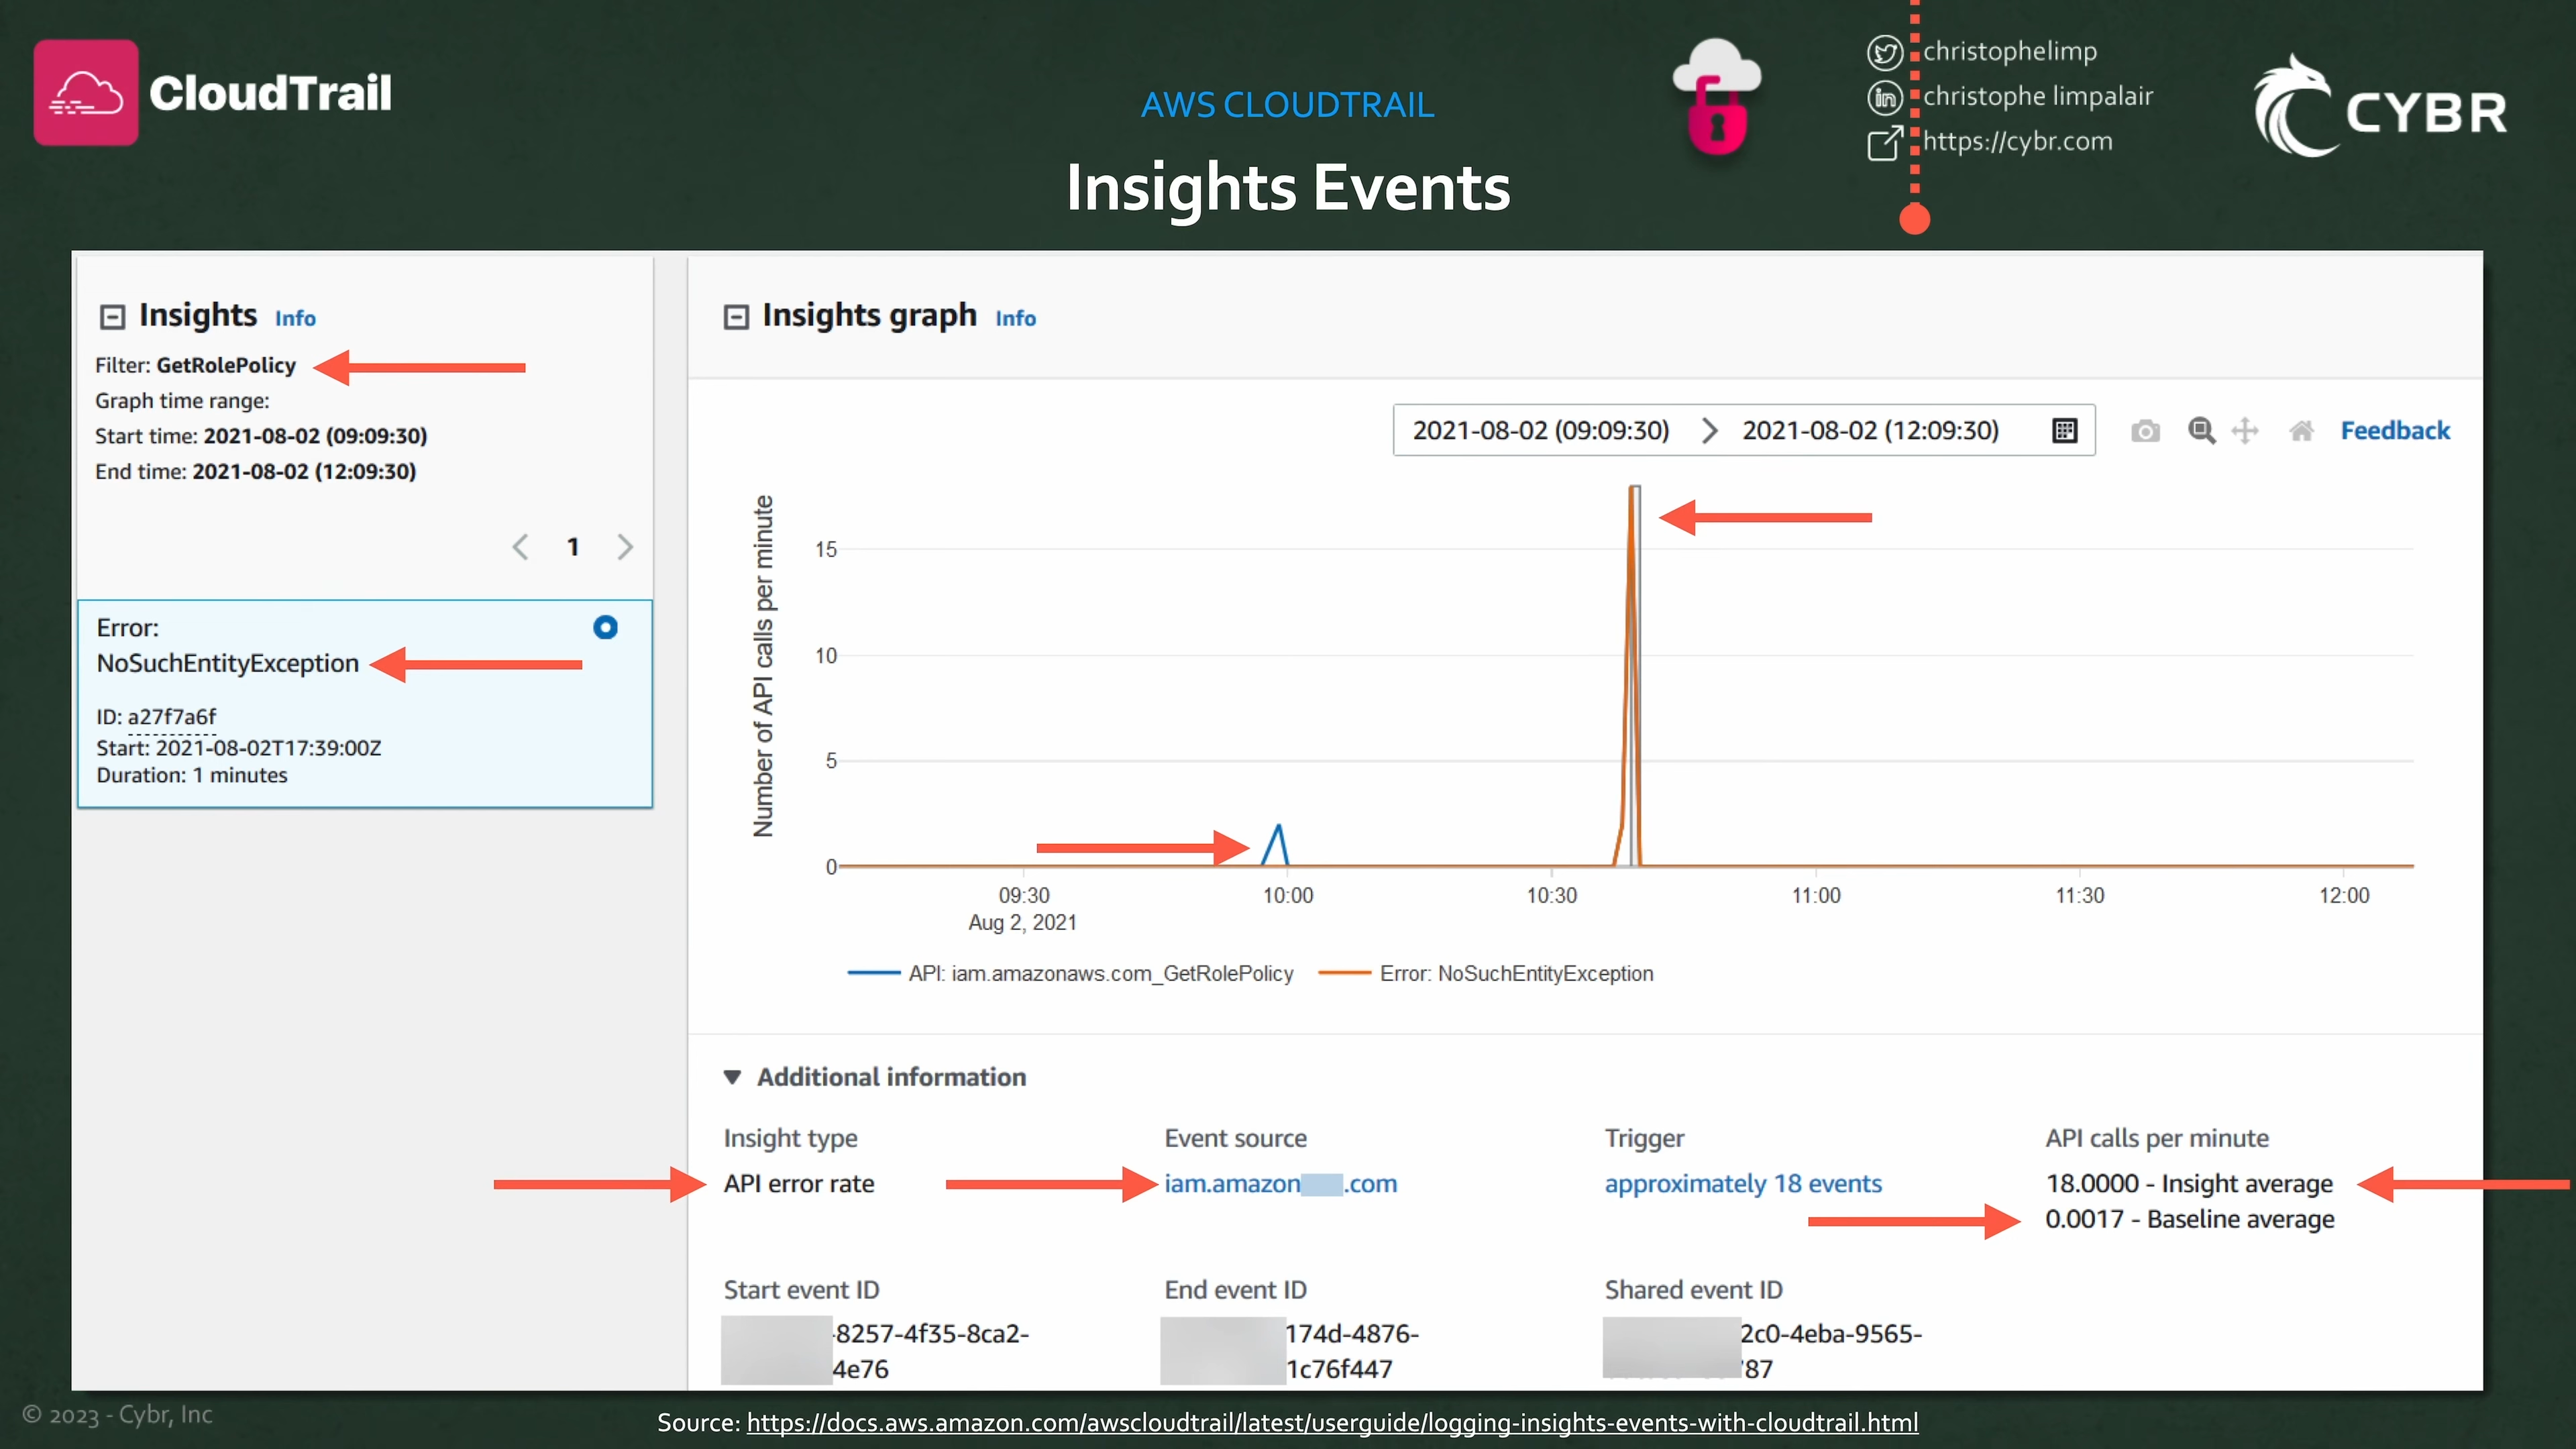 CloudTrail
AWS CLOUDTRAIL
Insights Events
christophelimp
christophe limpalair
https://cybr.com
CYBR
Insights Info
Filter: GetRolePolicy
Graph time range:
Start time: 2021-08-02 (09:09:30)
End time: 2021-08-02 (12:09:30)
1
Error:
NoSuchEntityException
ID: a27f7a6f
Start: 2021-08-02T17:39:00Z
Duration: 1 minutes
Insights graph Info
2021-08-02 (09:09:30) 2021-08-02 (12:09:30)
Feedback
Number of API calls per minute
15
10
5
0
09:30 10:00 10:30 11:00 11:30 12:00
Aug 2, 2021
API: iam.amazonaws.com_GetRolePolicy Error: NoSuchEntityException
Additional information
Insight type Event source Trigger API calls per minute
API error rate iam.amazon .com approximately 18 events 18.0000 - Insight average
0.0017 - Baseline average
Start event ID End event ID Shared event ID
-8257-4f35-8ca2- 174d-4876- 2c0-4eba-9565-
4e76 1c76f447 87
© 2023 - Cybr, Inc
Source: https://docs.aws.amazon.com/awscloudtrail/latest/userguide/logging-insights-events-with-cloudtrail.html